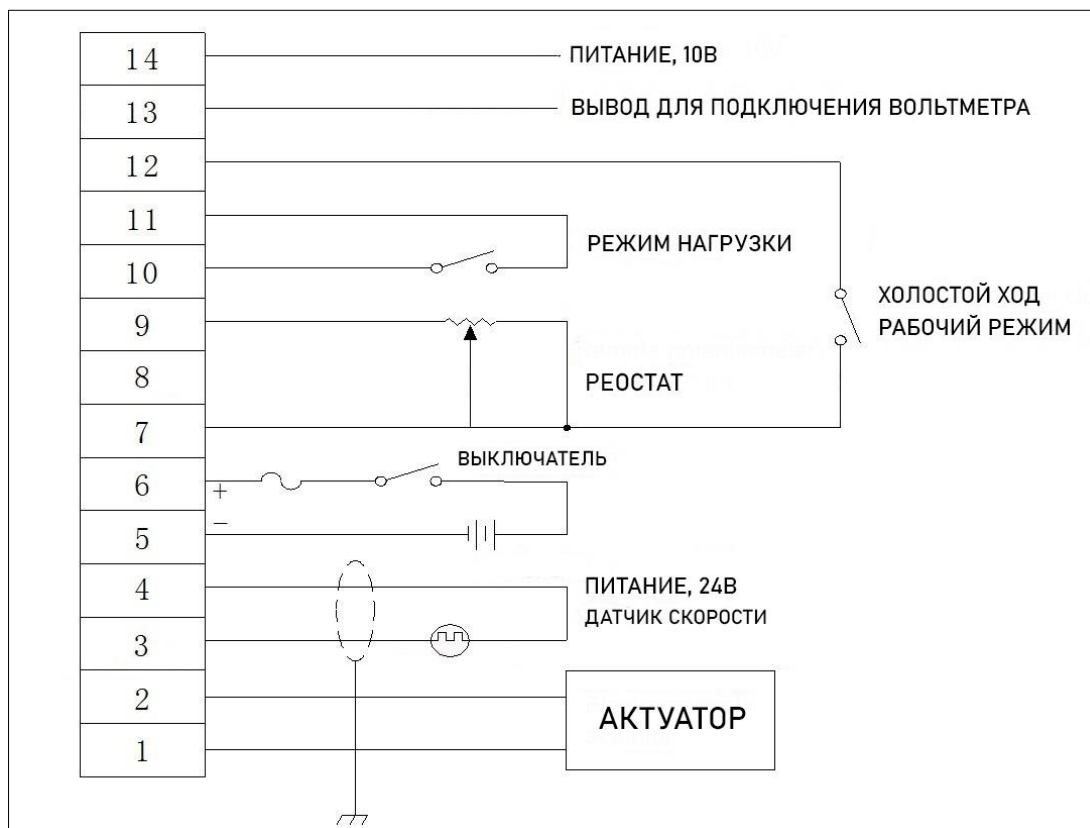 14
ПИТАНИЕ, 10В
13
ВЫВОД ДЛЯ ПОДКЛЮЧЕНИЯ ВОЛЬТМЕТРА
12
11
РЕЖИМ НАГРУЗКИ
10
ХОЛОСТОЙ ХОД
РАБОЧИЙ РЕЖИМ
9
8
РЕОСТАТ
7
ВЫКЛЮЧАТЕЛЬ
6
+
−
5
4
ПИТАНИЕ, 24В
ДАТЧИК СКОРОСТИ
3
2
АКТУАТОР
1